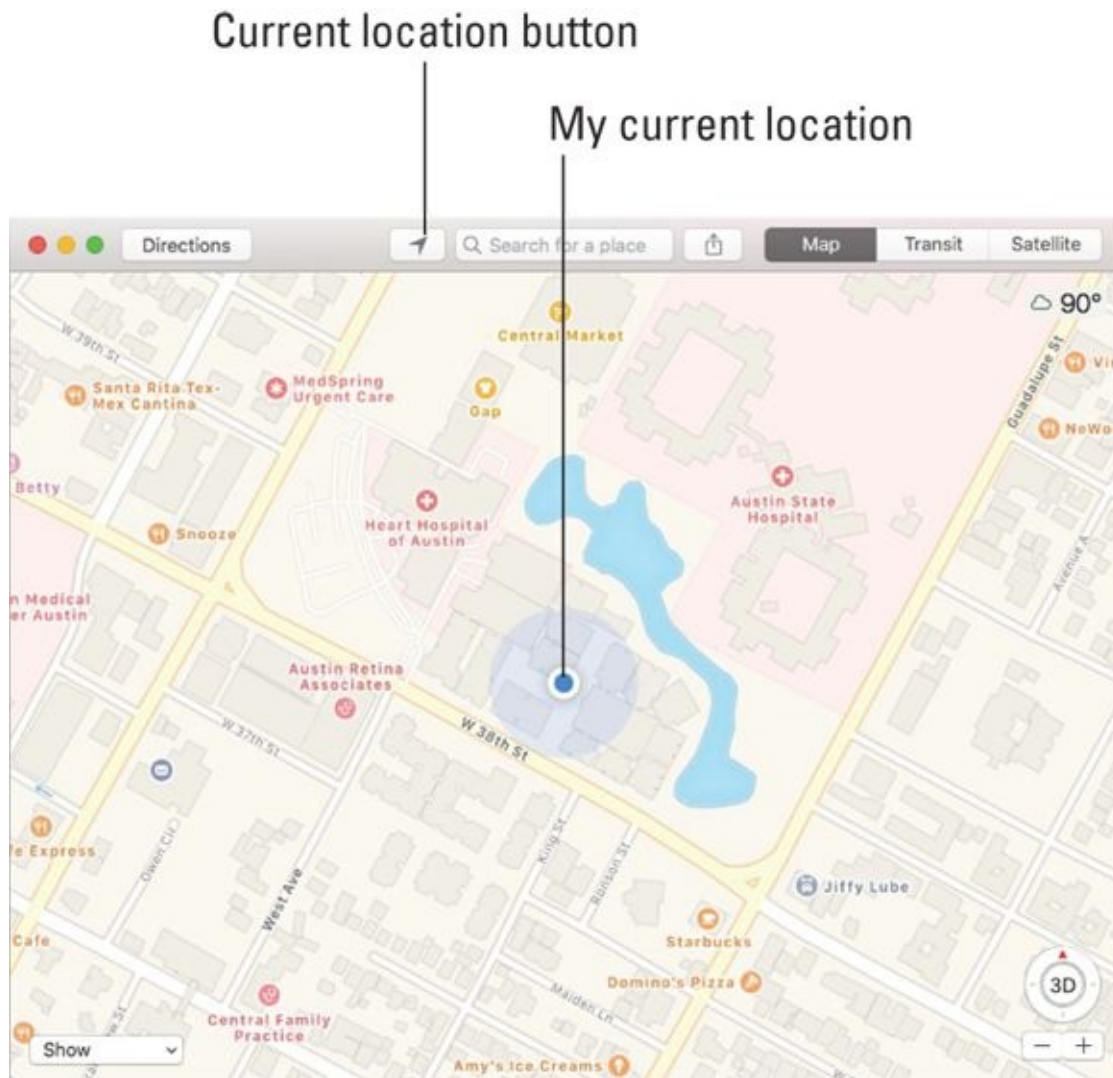 Current location button
My current location
Directions
Search for a place
Map
Transit
Satellite
90°
W 39th St
Central Market
Guadalupe St
Santa Rita Tex-
Mex Cantina
MedSpring
Urgent Care
Gap
Betty
Snooze
Heart Hospital
of Austin
Austin State
Hospital
Avenue A
n Medical
er Austin
Austin Retina
Associates
W 37th St
W 38th St
King St
Ronson St
Owen Cir
West Ave
e Express
Jiffy Lube
Cafe
Starbucks
Domino's Pizza
3D
Maiden Ln
Central Family
Practice
Show
Amy's Ice Creams